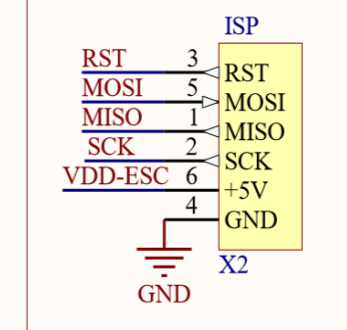 ISP
RST 3 RST
MOSI 5 MOSI
MISO 1 MISO
SCK 2 SCK
VDD-ESC 6 +5V
4 GND
X2
GND